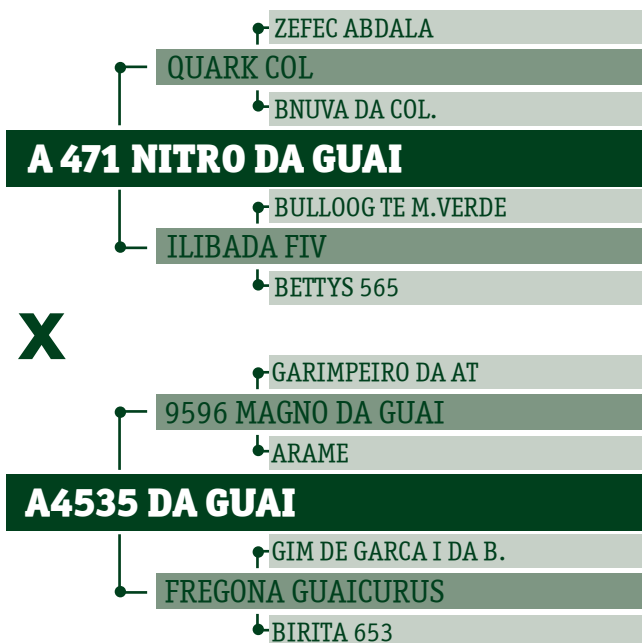 ZEFEC ABDALA
QUARK COL
BNUVA DA COL.
A 471 NITRO DA GUAI
BULLOOG TE M.VERDE
ILIBADA FIV
BETTYS 565
X
GARIMPEIRO DA AT
9596 MAGNO DA GUAI
ARAME
A4535 DA GUAI
GIM DE GARCA I DA B.
FREGONA GUAICURUS
BIRITA 653